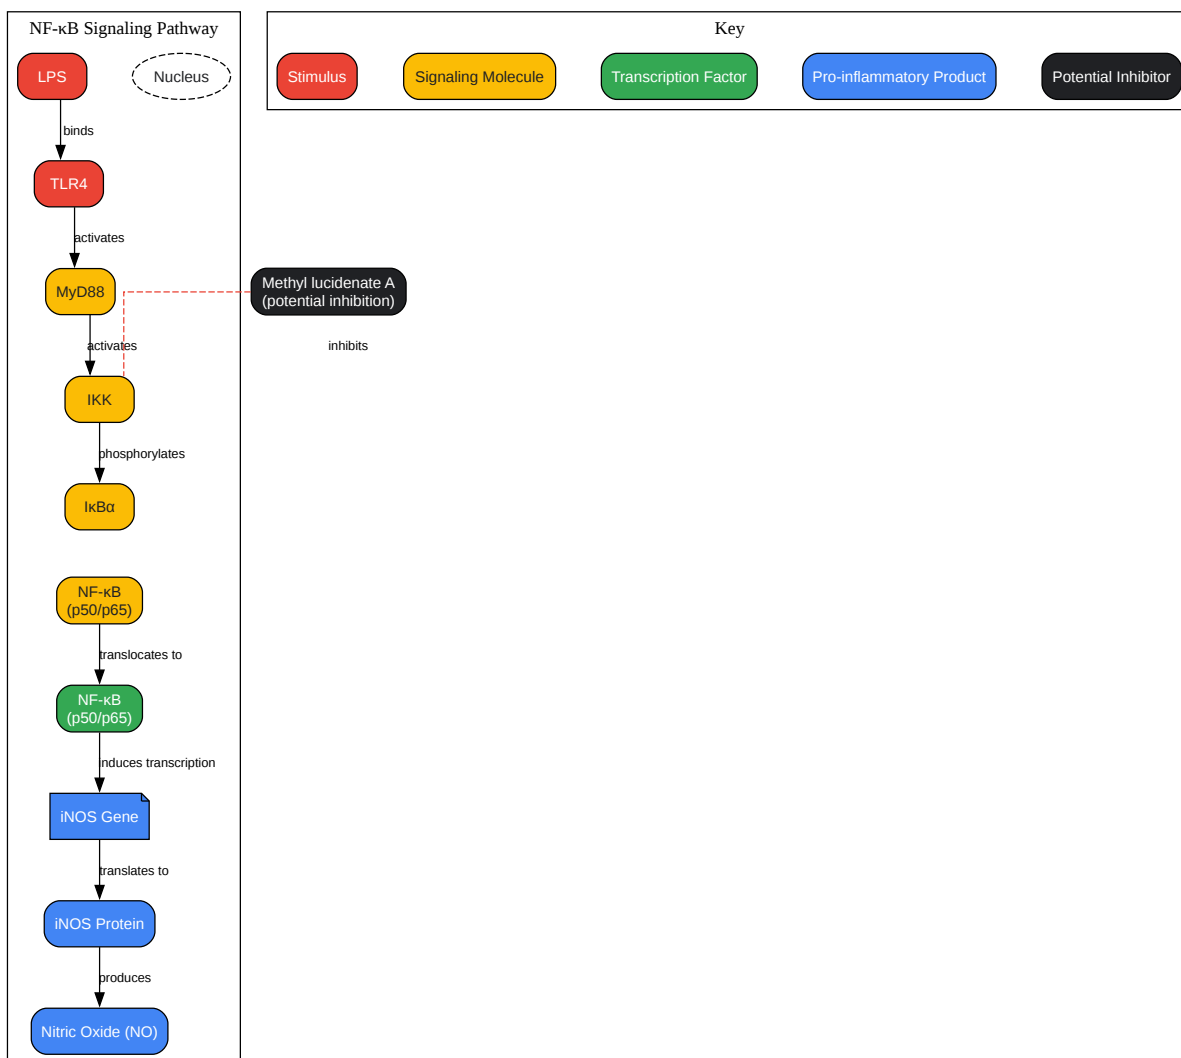 NF-κB Signaling Pathway
LPS
Nucleus
binds
TLR4
activates
MyD88
activates
IKK
phosphorylates
IκBα
NF-κB
(p50/p65)
translocates to
NF-κB
(p50/p65)
induces transcription
iNOS Gene
translates to
iNOS Protein
produces
Nitric Oxide (NO)
Key
Stimulus
Signaling Molecule
Transcription Factor
Pro-inflammatory Product
Potential Inhibitor
Methyl lucidenate A
(potential inhibition)
inhibits